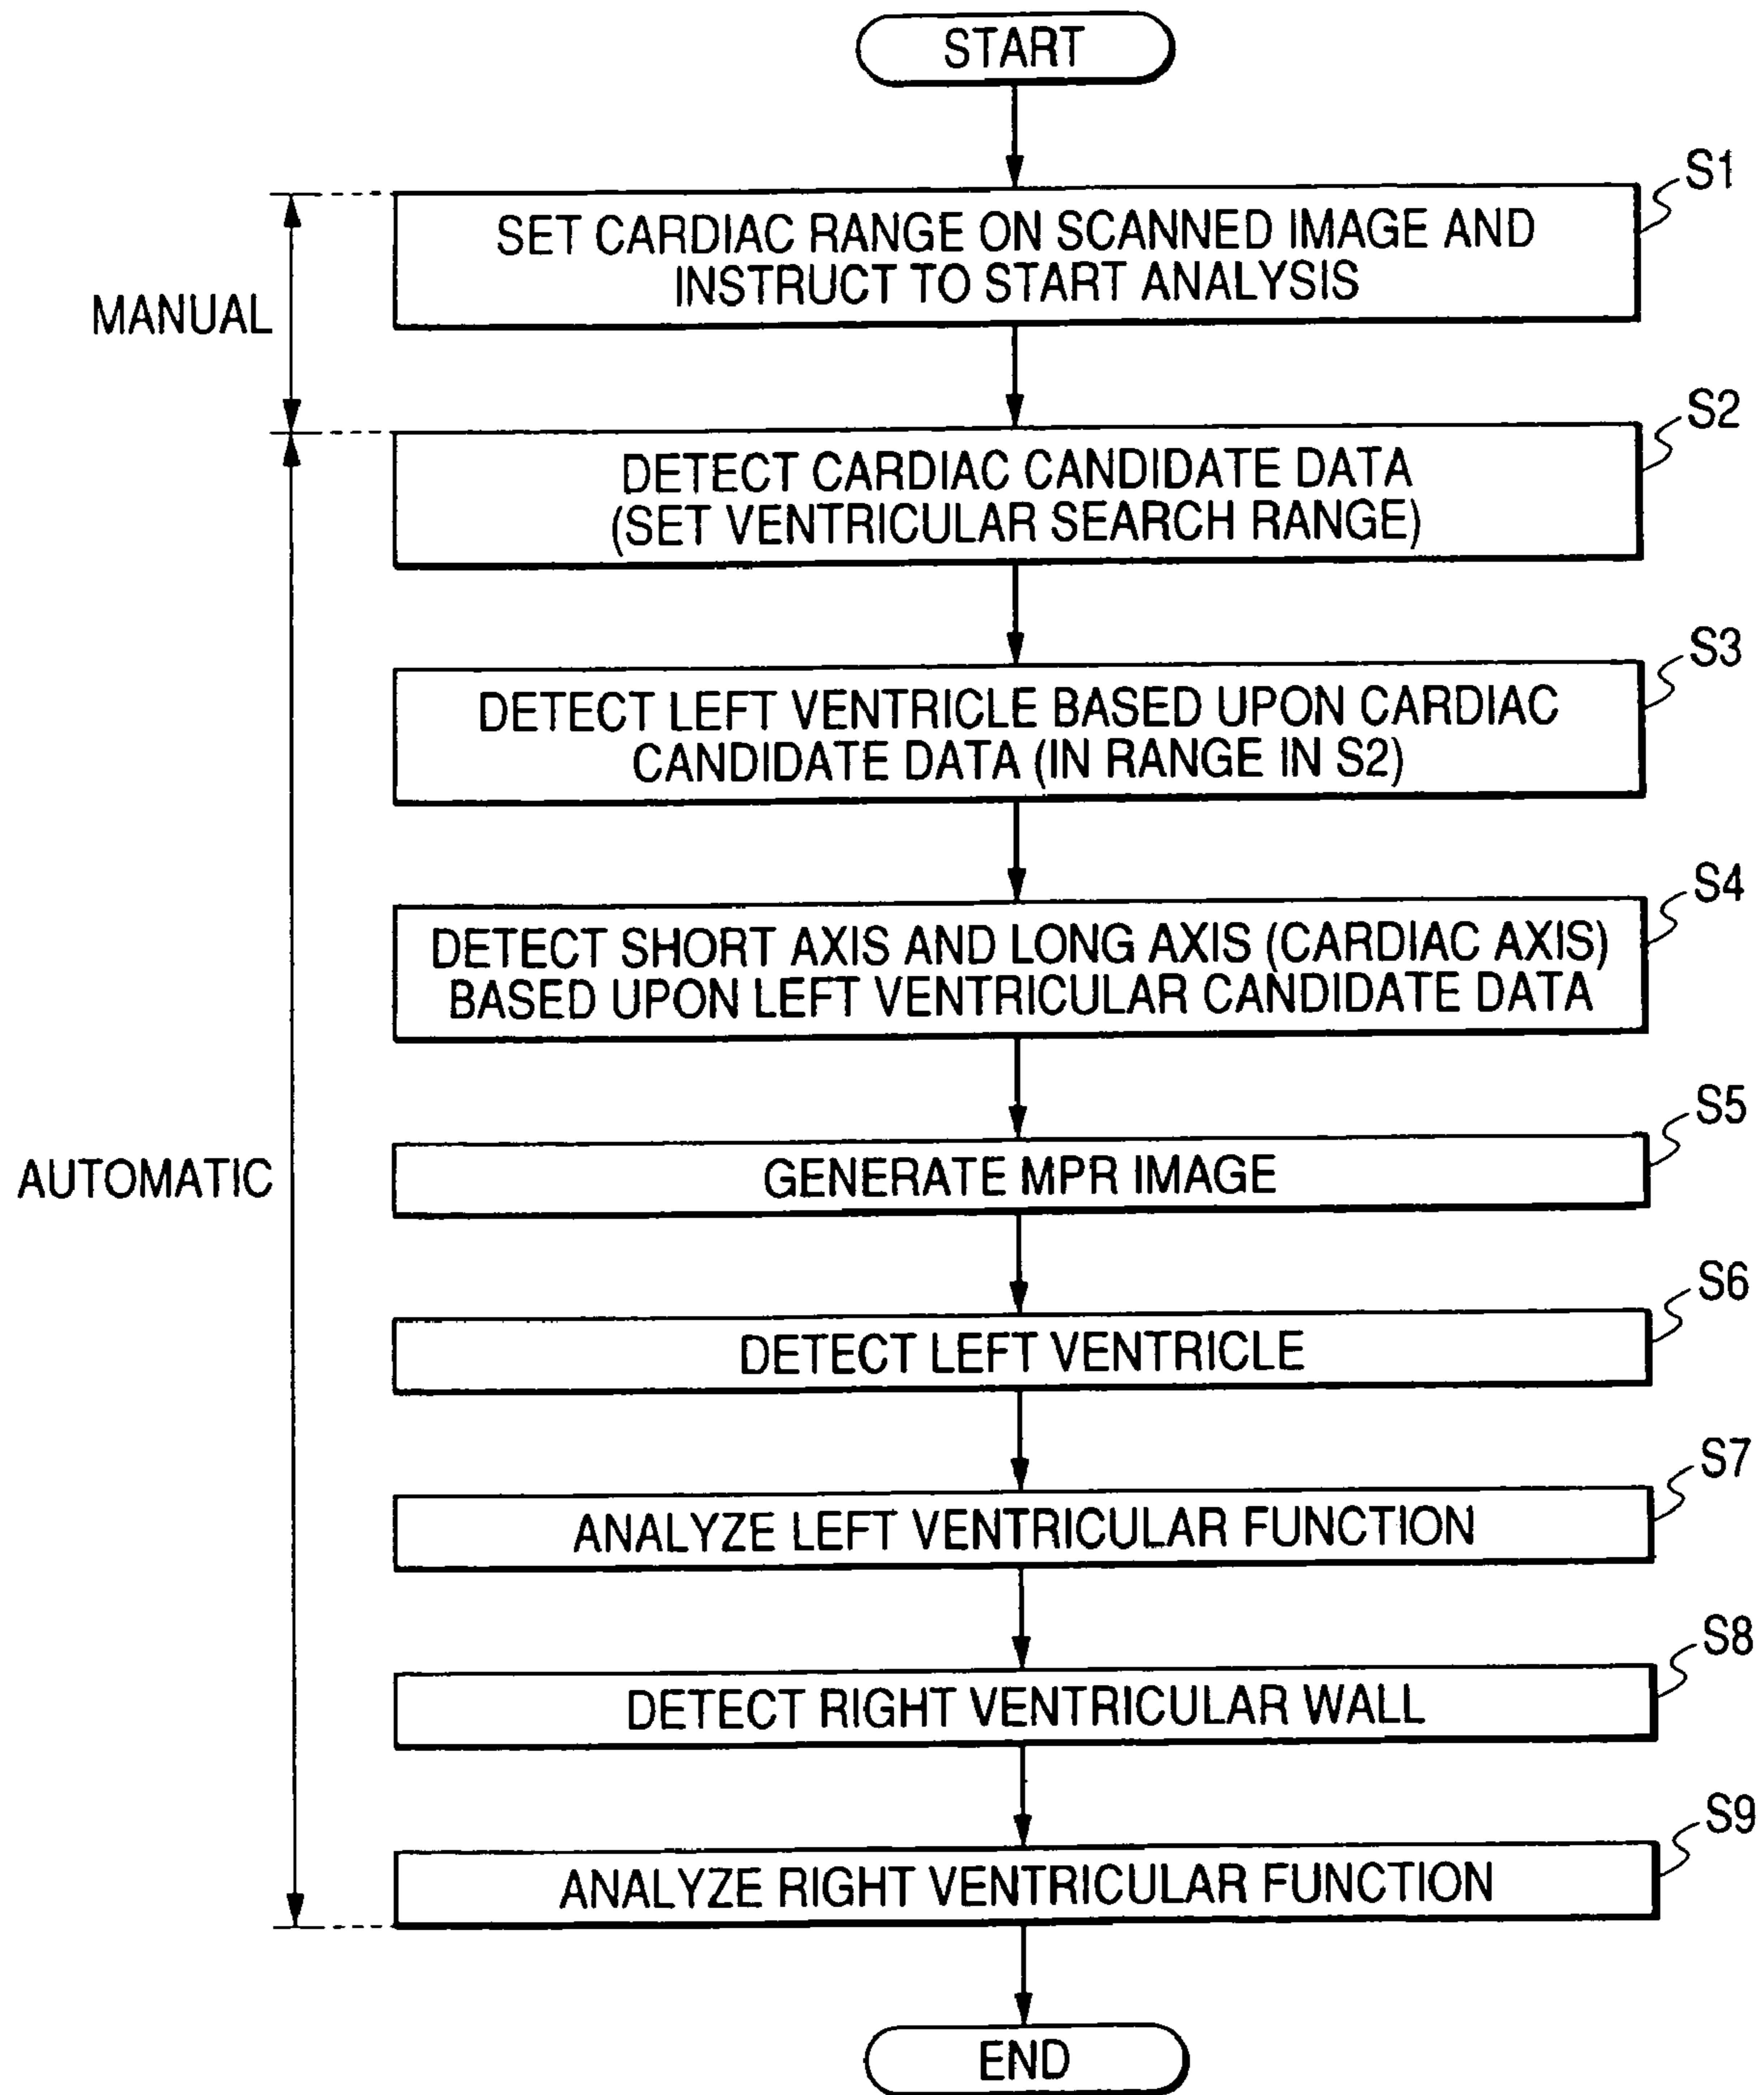 START
S1
SET CARDIAC RANGE ON SCANNED IMAGE AND
INSTRUCT TO START ANALYSIS
MANUAL
S2
DETECT CARDIAC CANDIDATE DATA
(SET VENTRICULAR SEARCH RANGE)
S3
DETECT LEFT VENTRICLE BASED UPON CARDIAC
CANDIDATE DATA (IN RANGE IN S2)
S4
DETECT SHORT AXIS AND LONG AXIS (CARDIAC AXIS)
BASED UPON LEFT VENTRICULAR CANDIDATE DATA
S5
GENERATE MPR IMAGE
AUTOMATIC
S6
DETECT LEFT VENTRICLE
S7
ANALYZE LEFT VENTRICULAR FUNCTION
S8
DETECT RIGHT VENTRICULAR WALL
S9
ANALYZE RIGHT VENTRICULAR FUNCTION
END